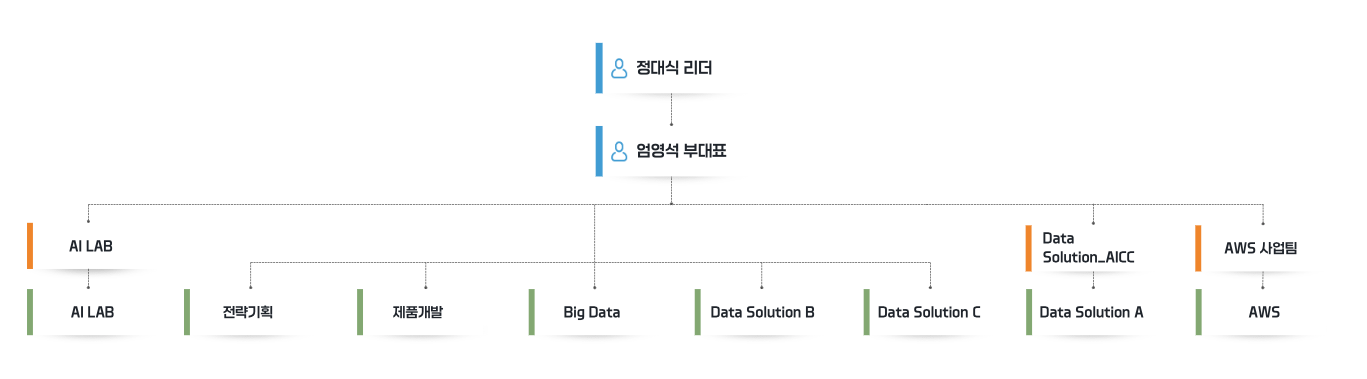 정대식 리더
엄영석 부대표
AI LAB
Data
Solution_AICC
AWS 사업팀
AI LAB
전략기획
제품개발
Big Data
Data Solution B
Data Solution C
Data Solution A
AWS